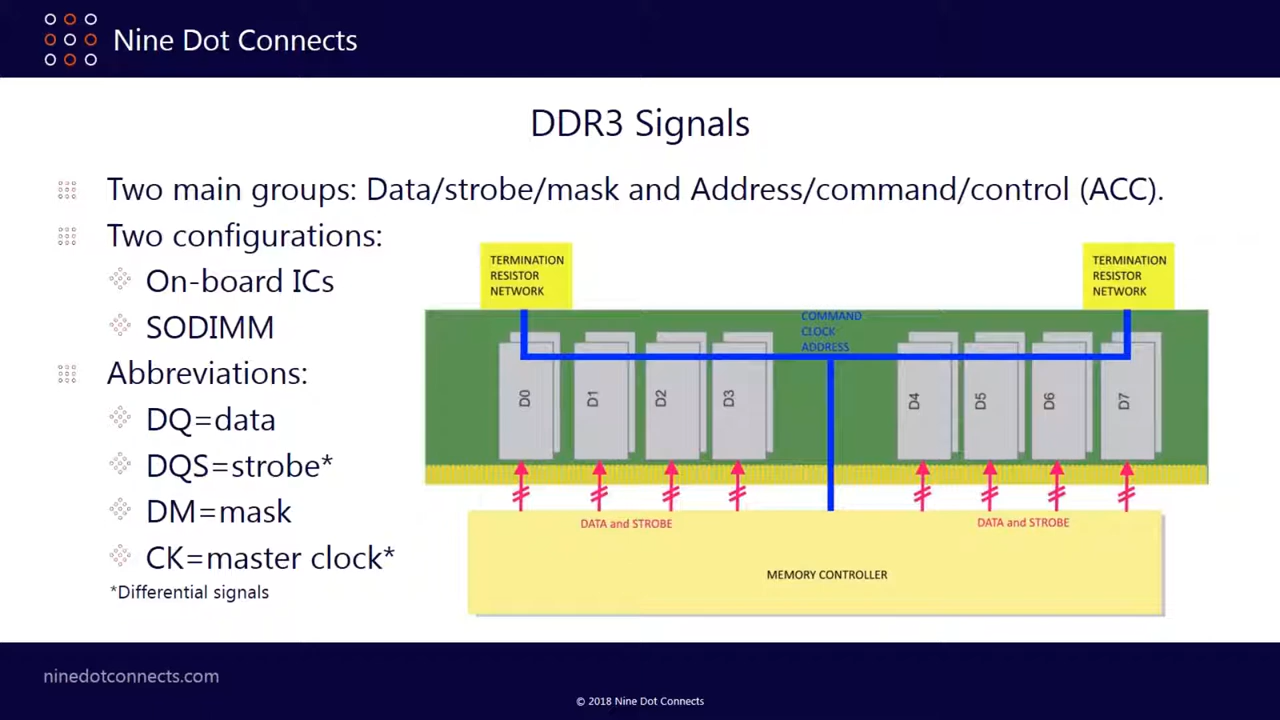 Nine Dot Connects
DDR3 Signals
Two main groups: Data/strobe/mask and Address/command/control (ACC).
Two configurations:
On-board ICs
SODIMM
Abbreviations:
DQ=data
DQS=strobe*
DM=mask
CK=master clock*
*Differential signals
TERMINATION
RESISTOR
NETWORK
TERMINATION
RESISTOR
NETWORK
COMMAND
CLOCK
ADDRESS
D0
D1
D2
D3
D4
D5
D6
D7
DATA and STROBE
DATA and STROBE
MEMORY CONTROLLER
ninedotconnects.com
© 2018 Nine Dot Connects